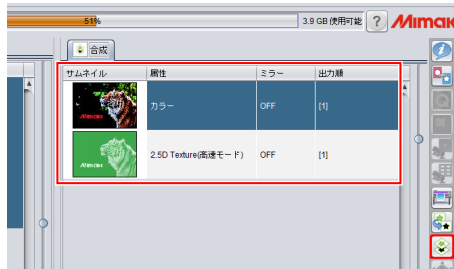 51%
3.9 GB 使用可能
?
Mimak
合成
サムネイル 属性 ミラー 出力順
カラー OFF [1]
Mimaki
2.5D Texture(高速モード) OFF [1]
Mimaki